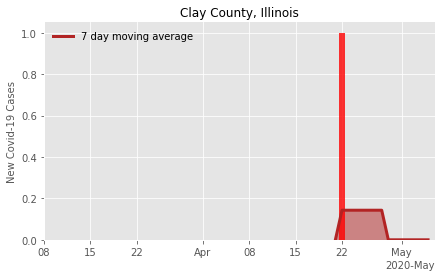 Clay County, Illinois
7 day moving average
New Covid-19 Cases
1.0
0.8
0.6
0.4
0.2
0.0
08 15 22 Apr 08 15 22 May
2020-May